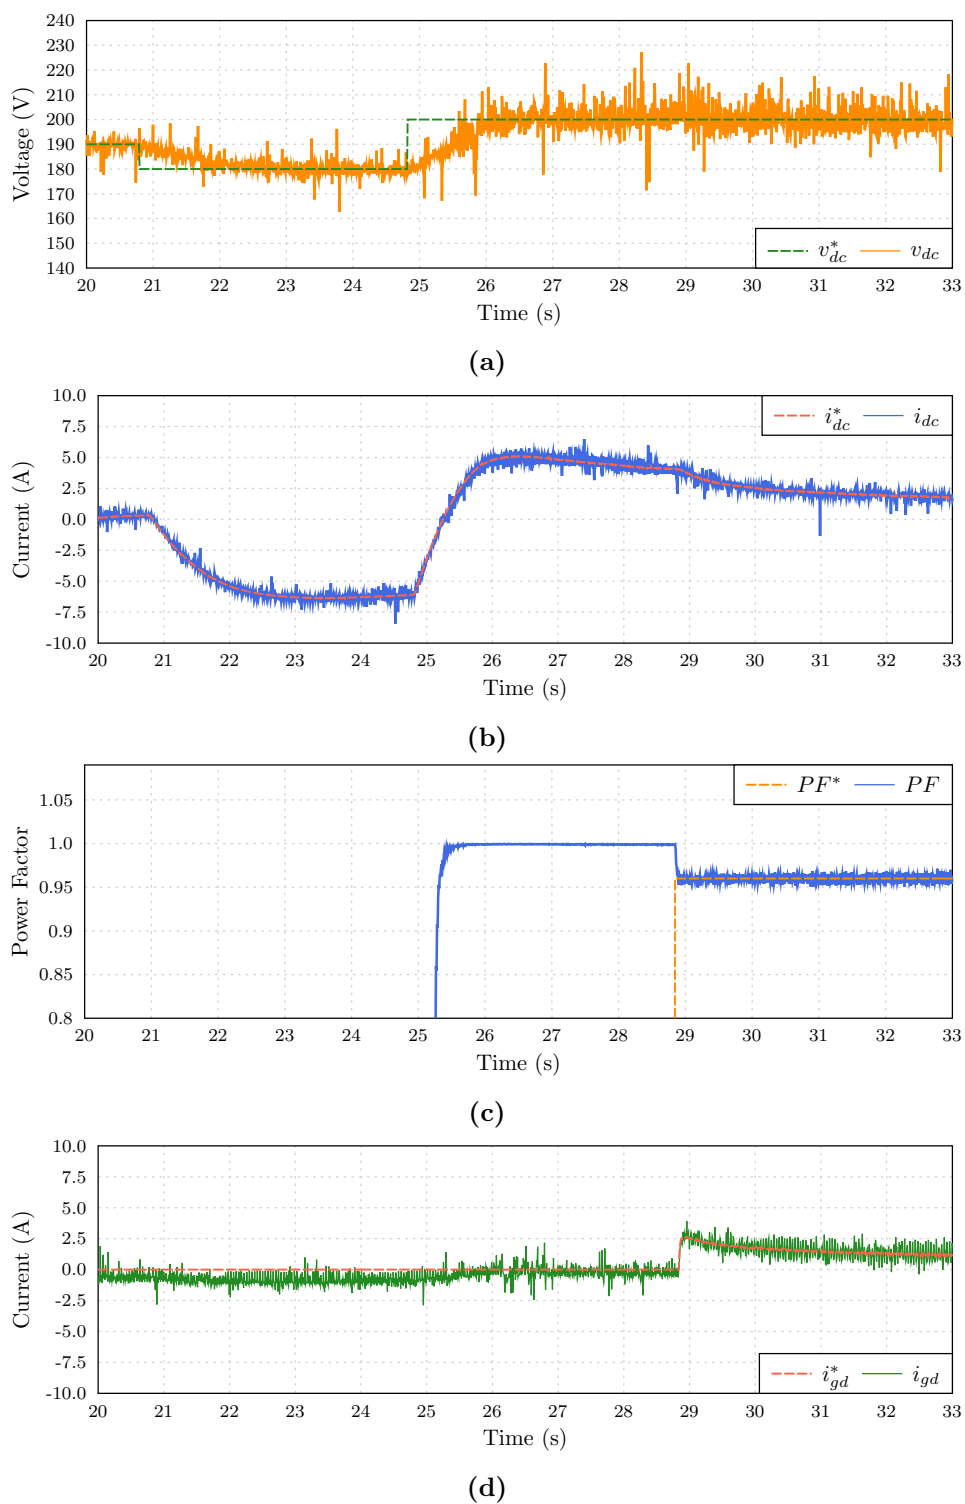 240
230
220
210
200
190
180
170
160
150
140
Voltage (V)
v*dc vdc
20 21 22 23 24 25 26 27 28 29 30 31 32 33
Time (s)
(a)
10.0
7.5
5.0
2.5
0.0
-2.5
-5.0
-7.5
-10.0
Current (A)
i*dc idc
20 21 22 23 24 25 26 27 28 29 30 31 32 33
Time (s)
(b)
1.05
1.0
0.95
0.9
0.85
0.8
Power Factor
PF* PF
20 21 22 23 24 25 26 27 28 29 30 31 32 33
Time (s)
(c)
10.0
7.5
5.0
2.5
0.0
-2.5
-5.0
-7.5
-10.0
Current (A)
i*gd igd
20 21 22 23 24 25 26 27 28 29 30 31 32 33
Time (s)
(d)